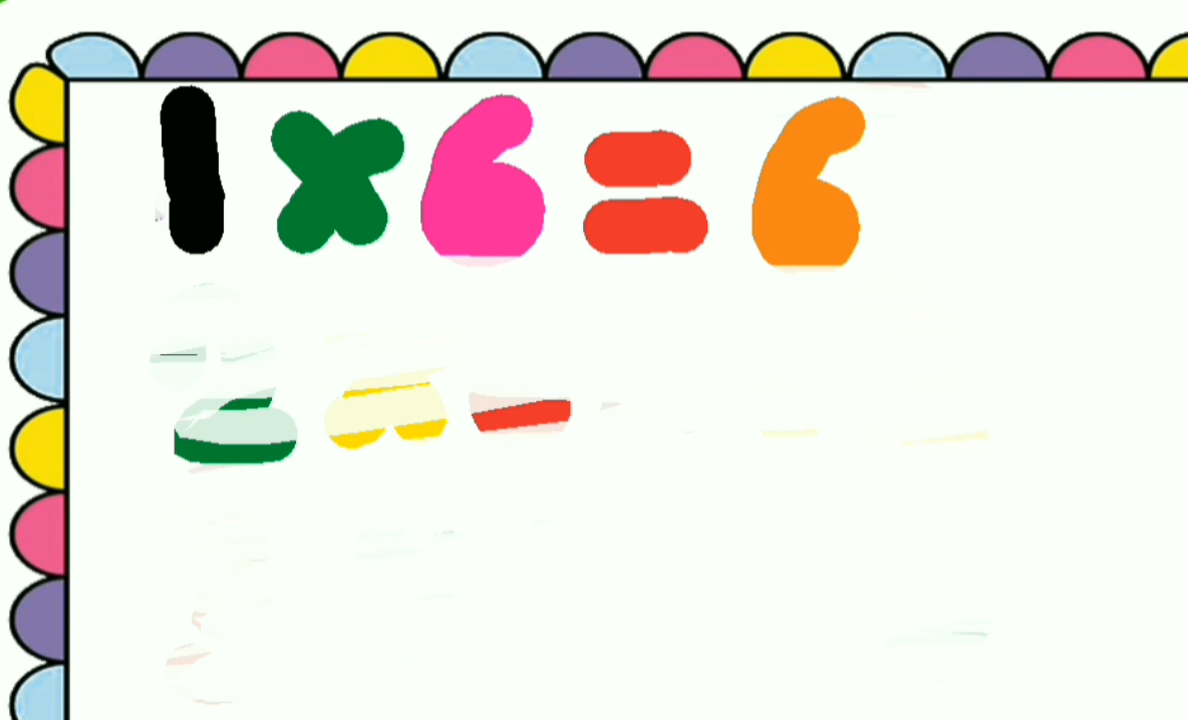 1 × 6 = 6